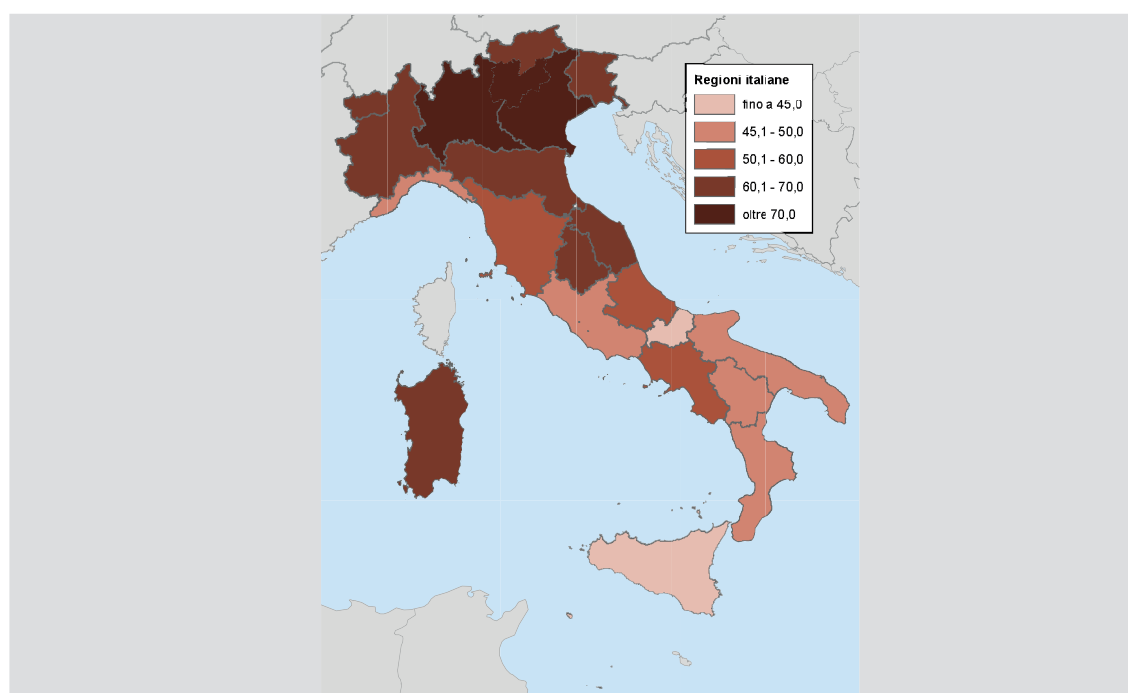 Regioni italiane
fino a 45,0
45,1 - 50,0
50,1 - 60,0
60,1 - 70,0
oltre 70,0